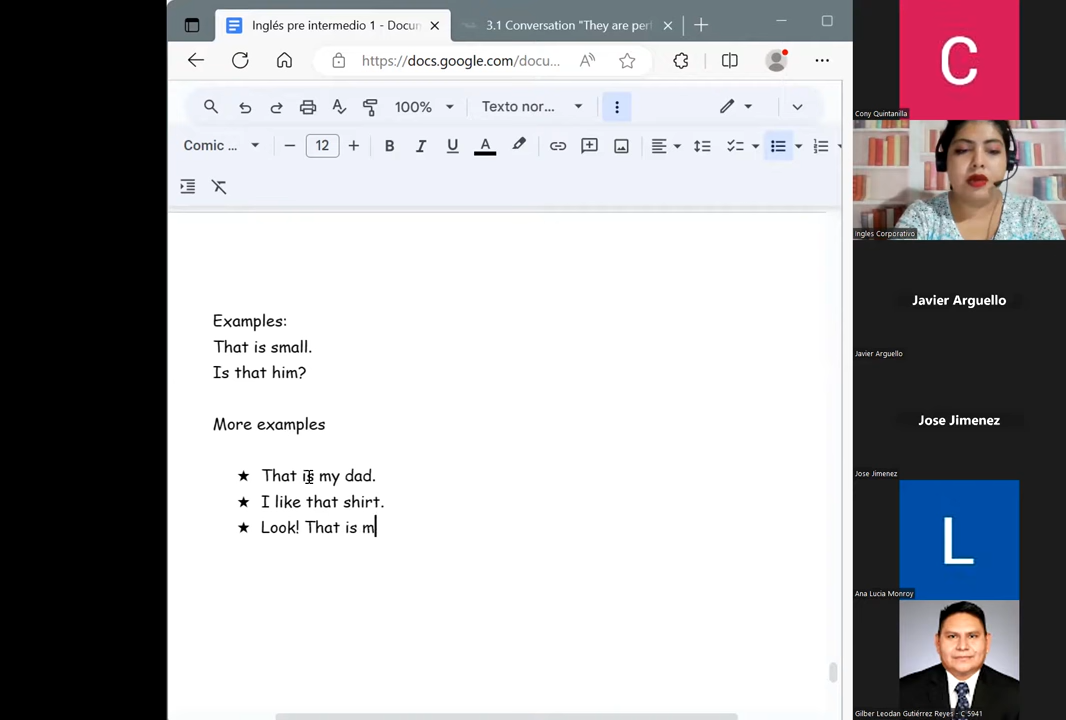 Inglés pre intermedio 1 - Docum
3.1 Conversation "They are per
https://docs.google.com/docu...
100%
Texto nor...
Comic ...
12
B I U A
Examples:
That is small.
Is that him?
More examples
★ That is my dad.
★ I like that shirt.
★ Look! That is m
C
Cony Quintanilla
Ingles Corporativo
Javier Arguello
Javier Arguello
Jose Jimenez
Jose Jimenez
L
Ana Lucia Monroy
Gilber Leodan Gutiérrez Reyes - C 5941